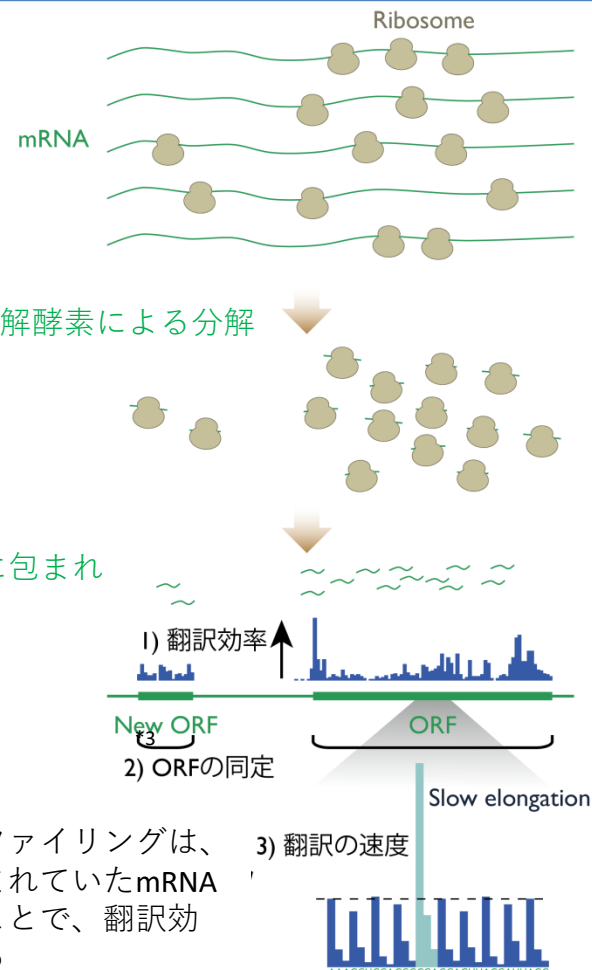 Ribosome
mRNA
解酵素による分解
に包まれ
1) 翻訳効率
New ORF
*3
ORF
2) ORFの同定
Slow elongation
ファイリングは、
3) 翻訳の速度
されていたmRNA
ことで、翻訳効